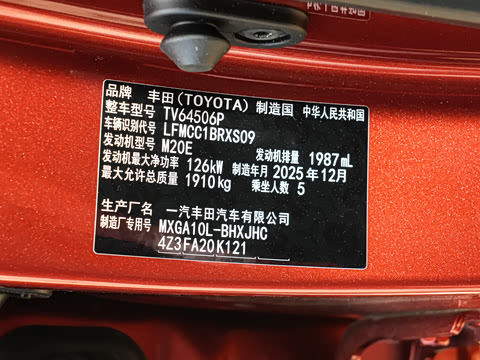 品牌 丰田(TOYOTA) 制造国 中华人民共和国
整车型号 TV64506P
车辆识别代号 LFMCC1BRXS09
发动机型号 M20E 发动机排量 1987mL
发动机最大净功率 126kW 制造年月 2025年12月
最大允许总质量 1910kg 乘坐人数 5
生产厂名 一汽丰田汽车有限公司
制造厂专用号 MXGA10L-BHXJHC
4Z3FA20K121